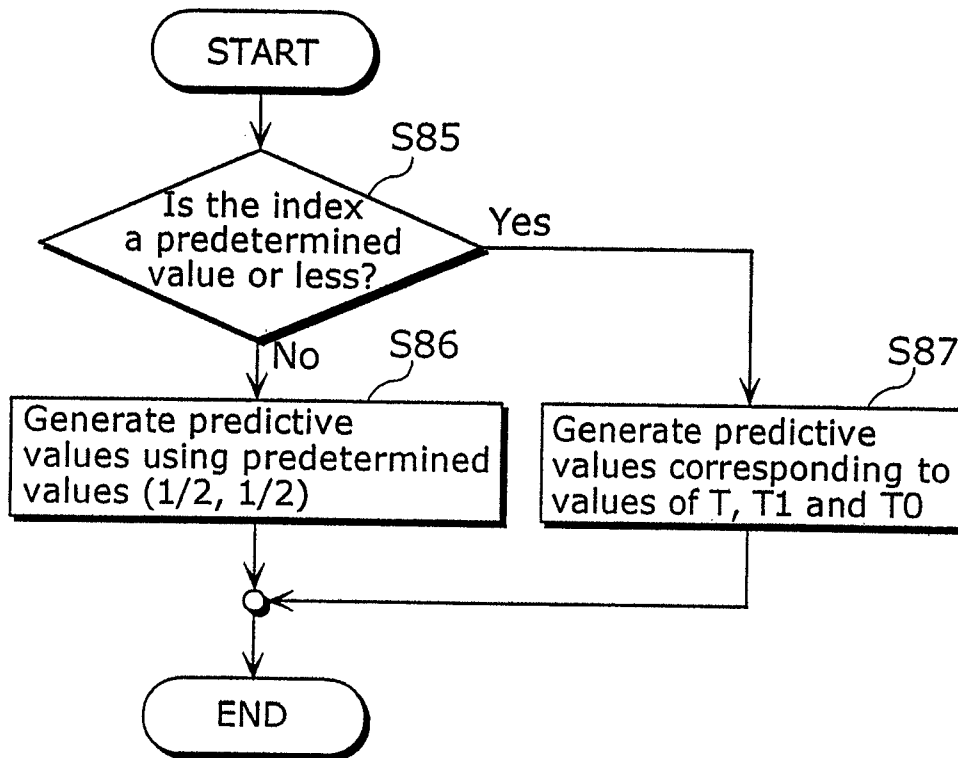 START
S85
Is the index
a predetermined
value or less?
Yes
No
S86
S87
Generate predictive
values using predetermined
values (1/2, 1/2)
Generate predictive
values corresponding to
values of T, T1 and T0
END